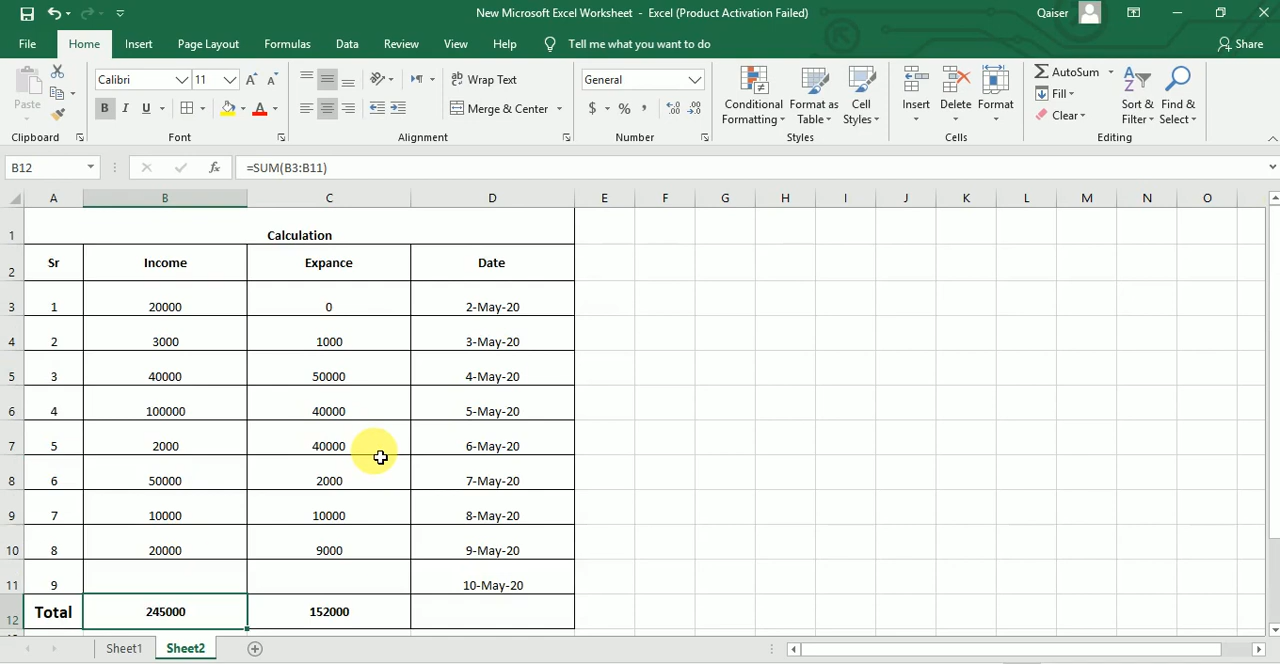 New Microsoft Excel Worksheet - Excel (Product Activation Failed)
Qaiser
File Home Insert Page Layout Formulas Data Review View Help Tell me what you want to do Share
Calibri 11 Wrap Text General AutoSum
Paste B I U A Merge & Center $ % Conditional Formatting Format as Table Cell Styles Insert Delete Format Fill Clear Sort & Filter Find & Select
Clipboard Font Alignment Number Styles Cells Editing
B12 fx =SUM(B3:B11)
A B C D E F G H I J K L M N O
1 Calculation
2 Sr Income Expance Date
3 1 20000 0 2-May-20
4 2 3000 1000 3-May-20
5 3 40000 50000 4-May-20
6 4 100000 40000 5-May-20
7 5 2000 40000 6-May-20
8 6 50000 2000 7-May-20
9 7 10000 10000 8-May-20
10 8 20000 9000 9-May-20
11 9 10-May-20
12 Total 245000 152000
Sheet1 Sheet2